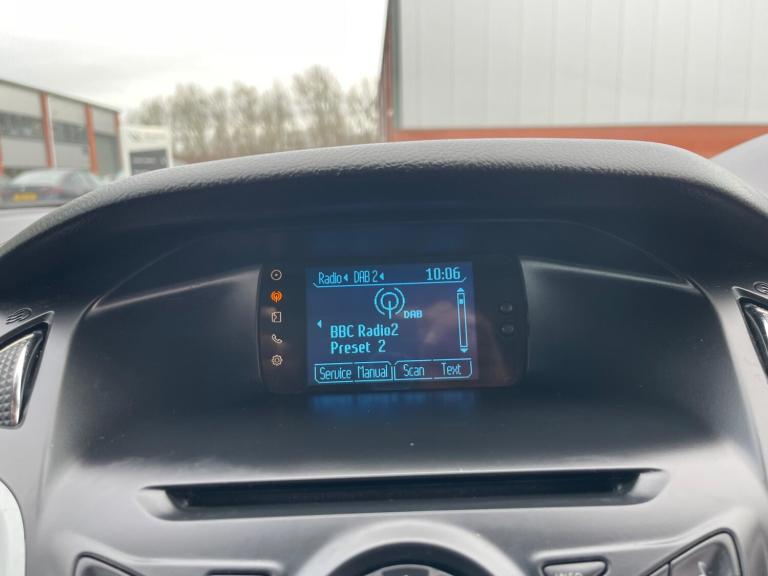 Radio DAB 2 10:06
DAB
BBC Radio2
Preset 2
Service Manual Scan Text